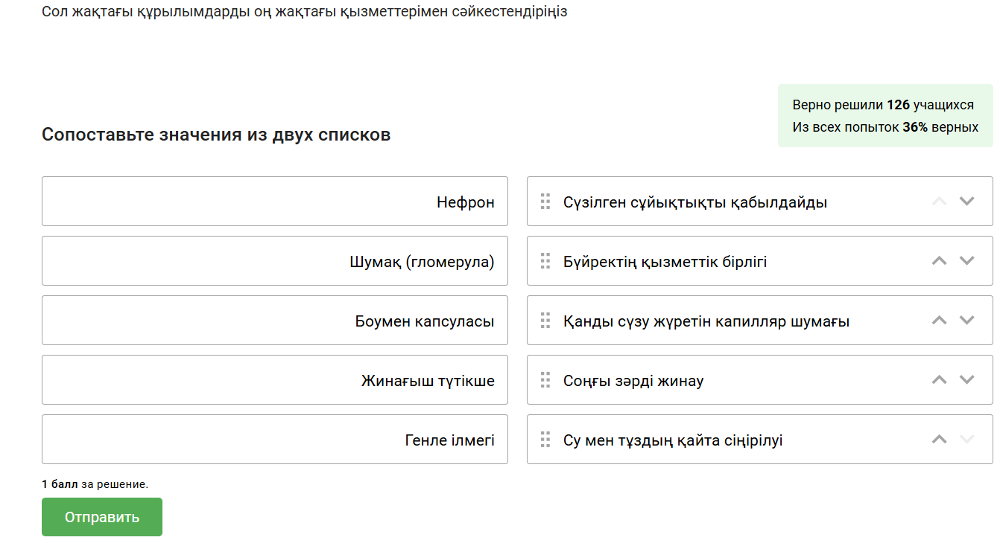 Сол жақтағы құрылымдарды оң жақтағы қызметтерімен сәйкестендіріңіз
Верно решили 126 учащихся
Из всех попыток 36% верных
Сопоставьте значения из двух списков
Нефрон
Сүзілген сұйықтықты қабылдайды
Шумақ (гломерула)
Бүйректің қызметтік бірлігі
Боумен капсуласы
Қанды сүзу жүретін капилляр шумағы
Жинағыш түтікше
Соңғы зәрді жинау
Генле ілмегі
Су мен тұздың қайта сіңірілуі
1 балл за решение.
Отправить